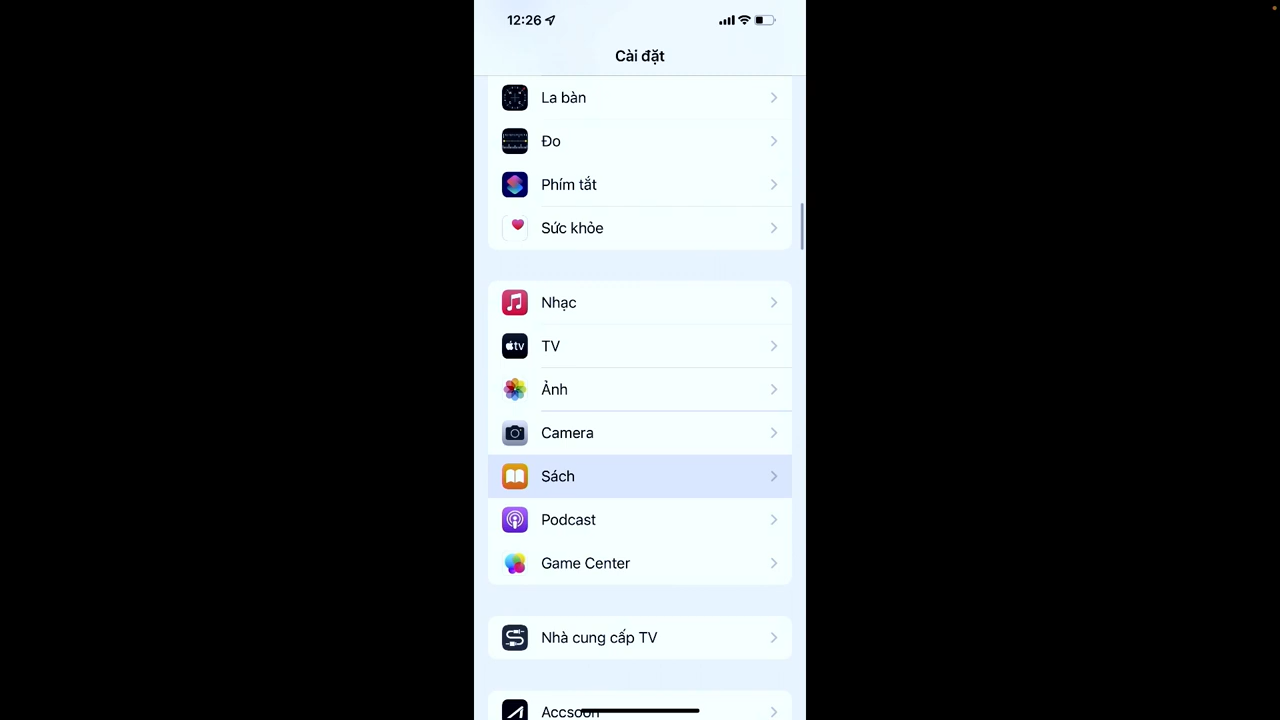 12:26
Cài đặt
La bàn
Đo
Phím tắt
Sức khỏe
Nhạc
tv TV
Ảnh
Camera
Sách
Podcast
Game Center
Nhà cung cấp TV
Accsoon